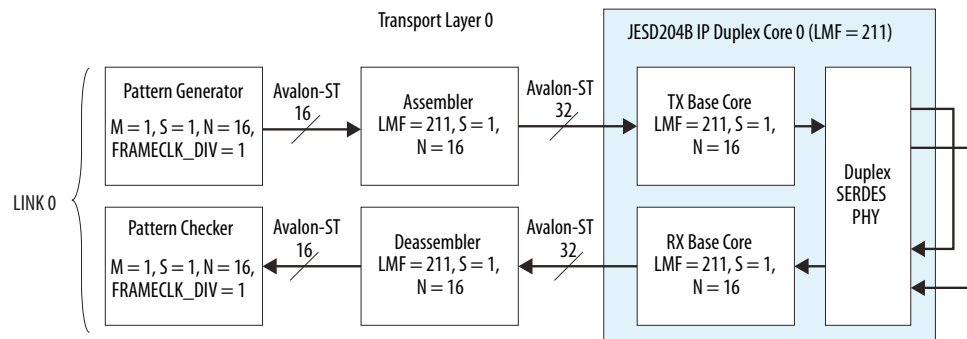 Transport Layer 0
JESD204B IP Duplex Core 0 (LMF = 211)
LINK 0
Pattern Generator
M = 1, S = 1, N = 16,
FRAMECLK_DIV = 1
Avalon-ST
16
Assembler
LMF = 211, S = 1,
N = 16
Avalon-ST
32
TX Base Core
LMF = 211, S = 1,
N = 16
Duplex
SERDES
PHY
Pattern Checker
M = 1, S = 1, N = 16,
FRAMECLK_DIV = 1
Avalon-ST
16
Deassembler
LMF = 211, S = 1,
N = 16
Avalon-ST
32
RX Base Core
LMF = 211, S = 1,
N = 16